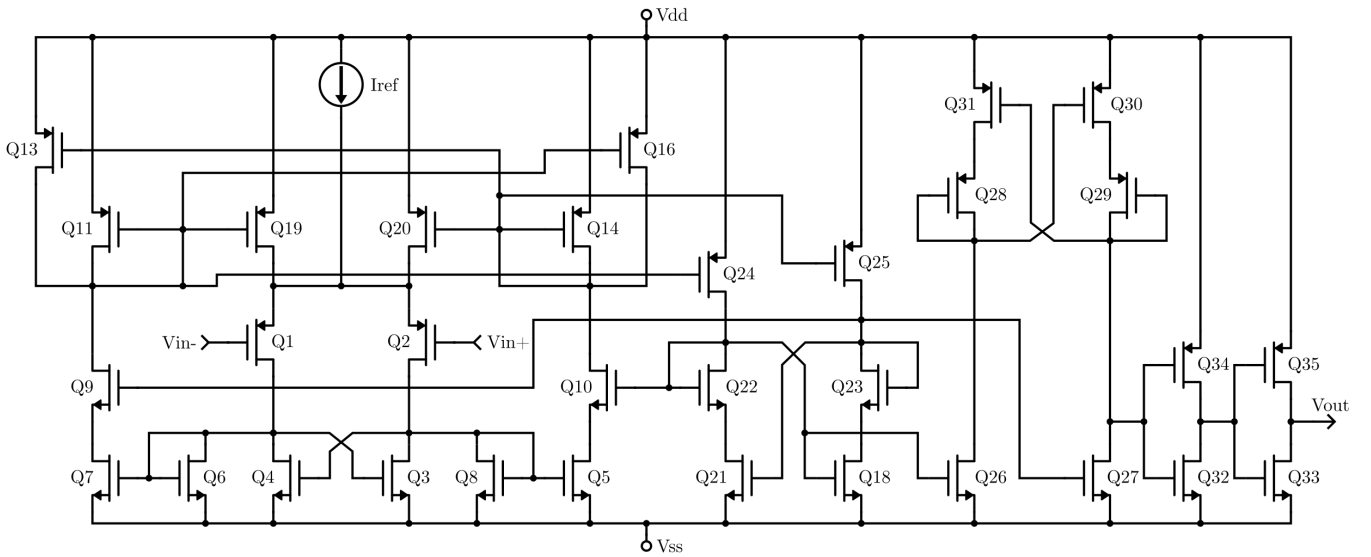 Vdd
Iref
Q31
Q30
Q13
Q16
Q28
Q29
Q11
Q19
Q20
Q14
Q24
Q25
Vin-
Q1
Q2
Vin+
Q34
Q35
Q9
Q10
Q22
Q23
Vout
Q7
Q6
Q4
Q3
Q8
Q5
Q21
Q18
Q26
Q27
Q32
Q33
Vss